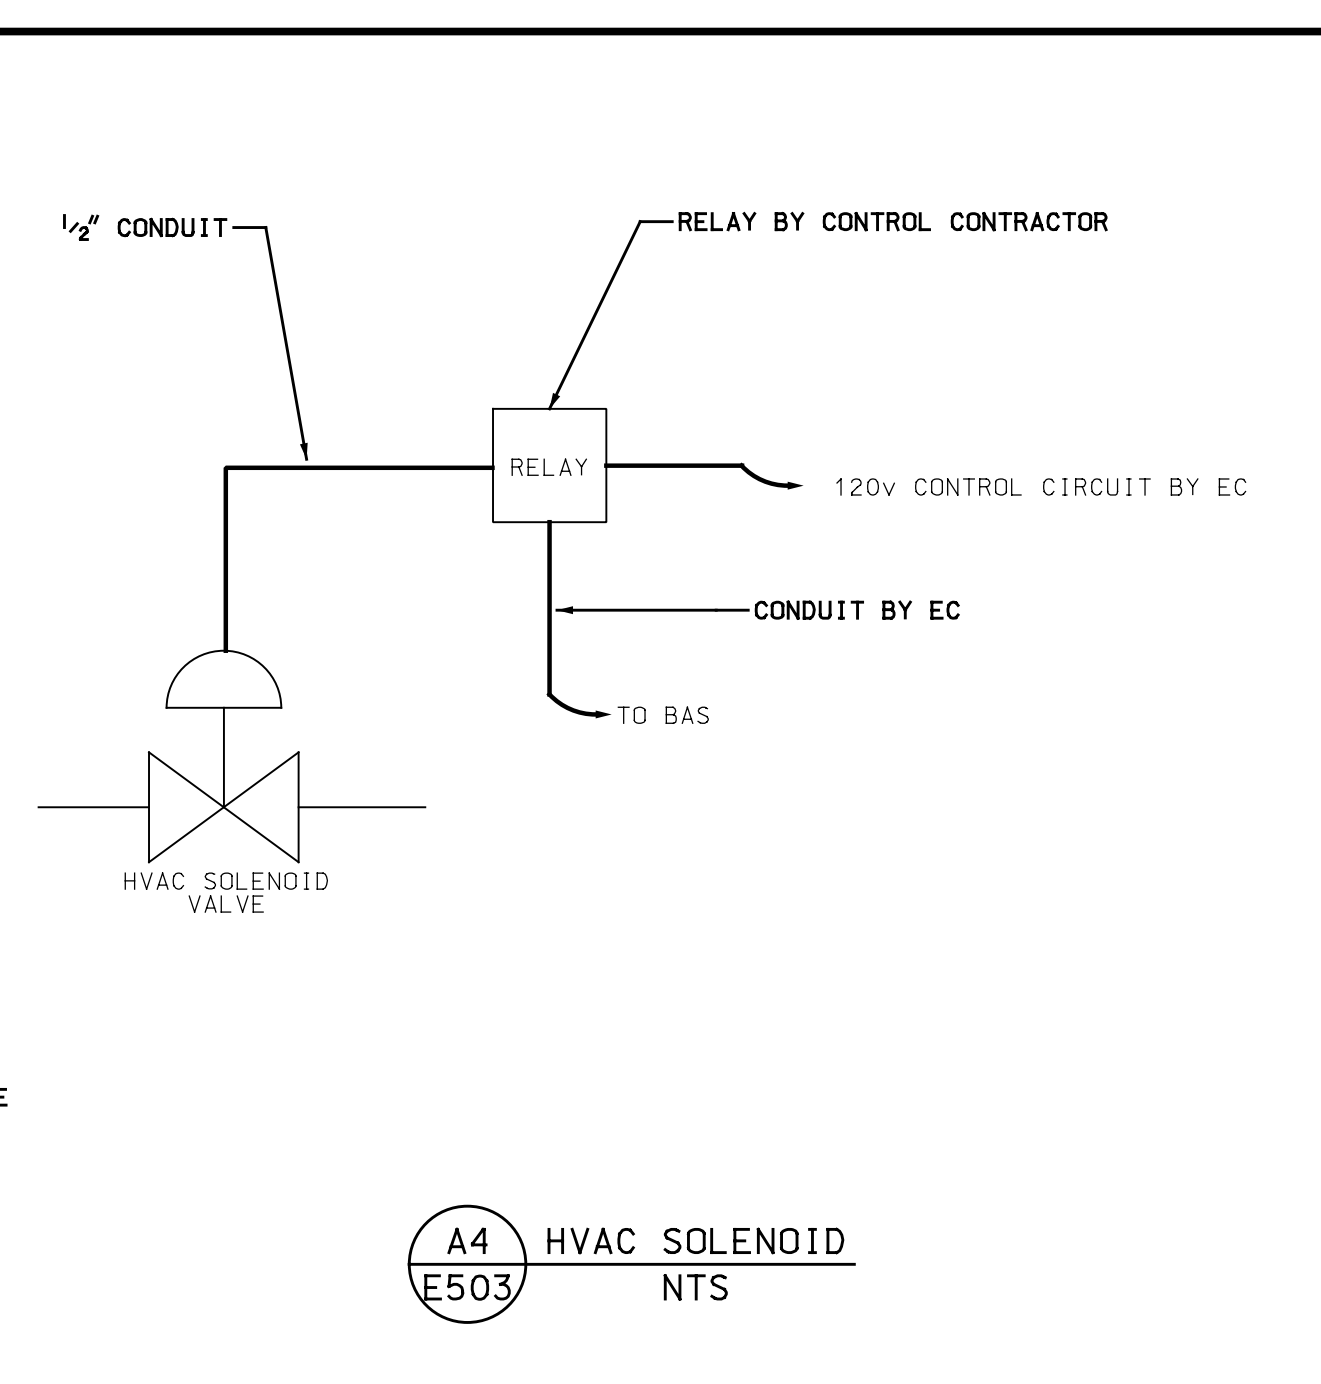 1/2" CONDUIT
RELAY BY CONTROL CONTRACTOR
RELAY
120v CONTROL CIRCUIT BY EC
CONDUIT BY EC
TO BAS
HVAC SOLENOID
VALVE
E
A4
HVAC SOLENOID
E503
NTS